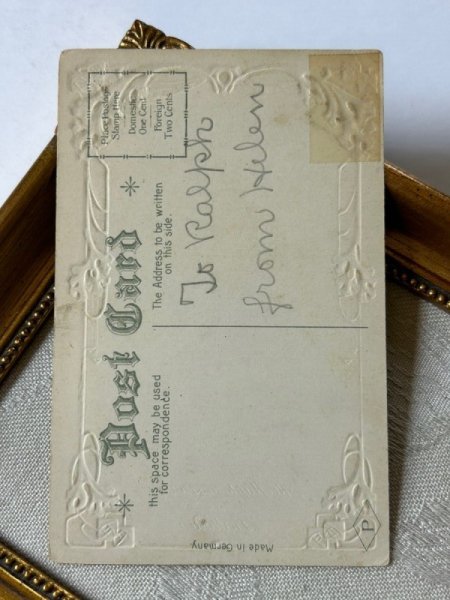 Post Card
This space may be used
for correspondence.
The Address to be written
on this side.
Place Postage
Stamp Here
Domestic
One Cent
Foreign
Two Cents
To Ralph
from Helen
Made in Germany
P